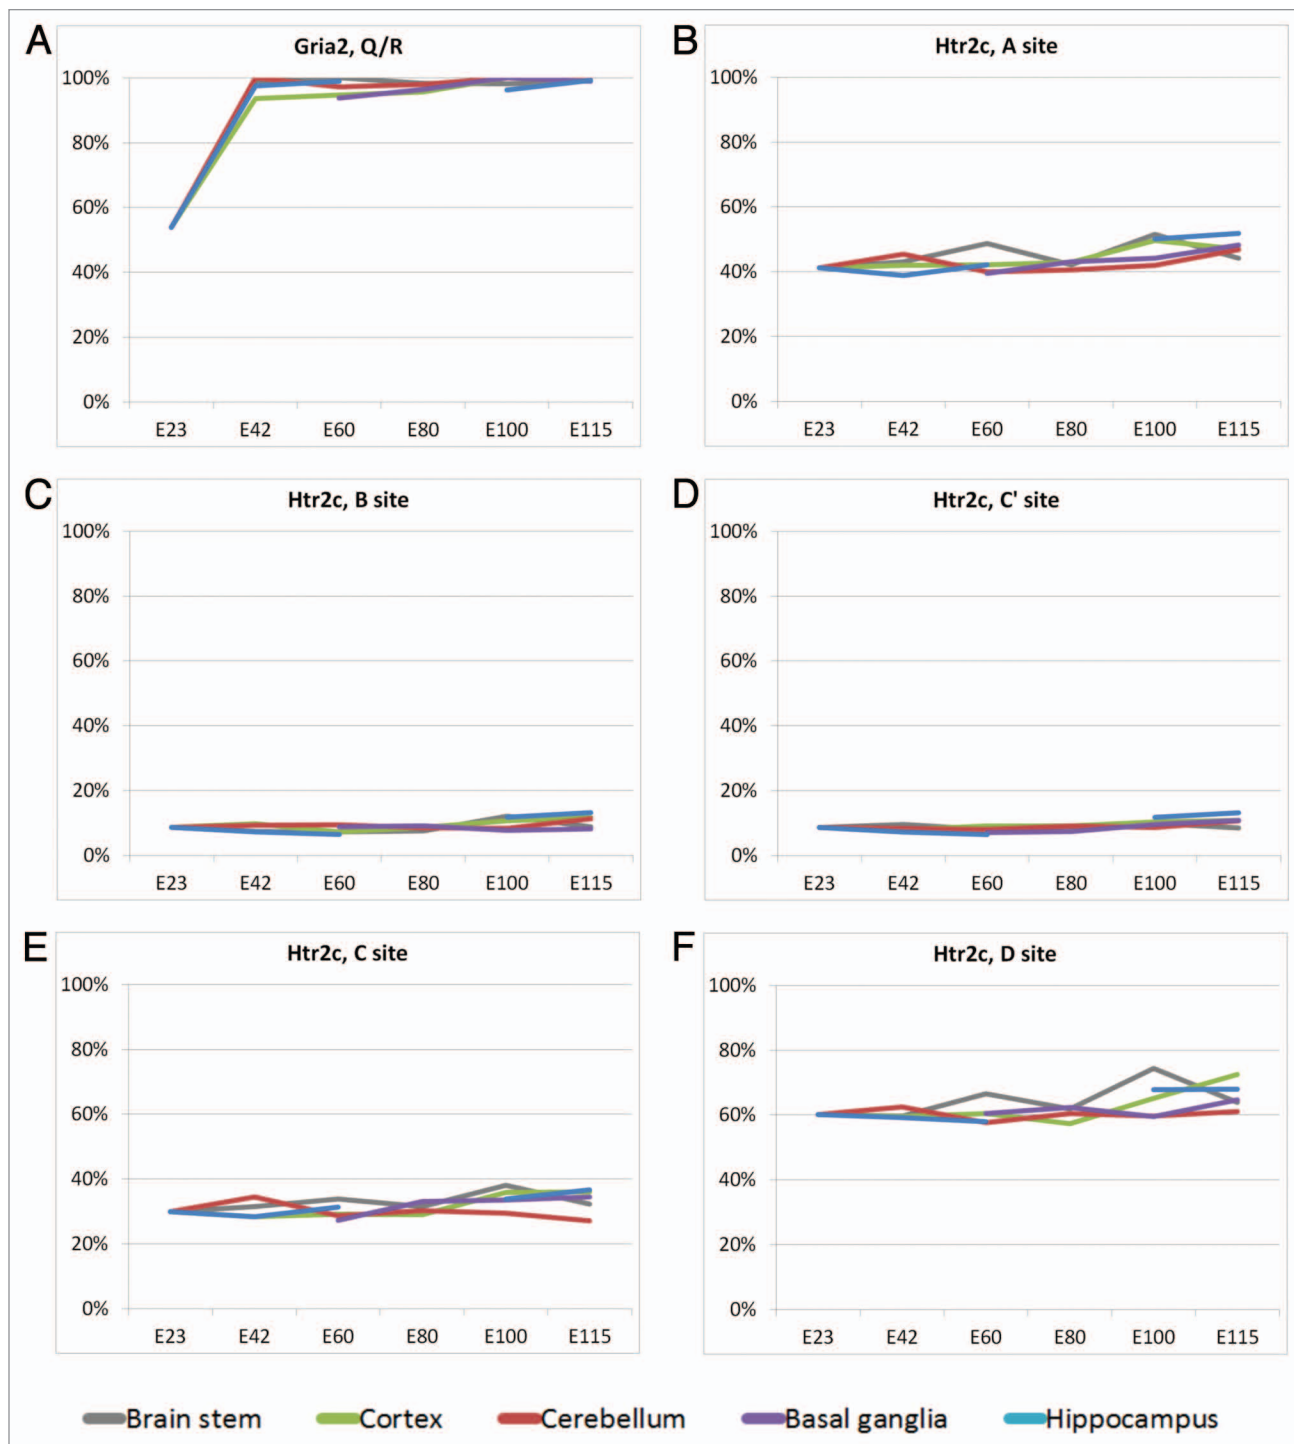 A
Gria2, Q/R
100%
80%
60%
40%
20%
0%
E23 E42 E60 E80 E100 E115
B
Htr2c, A site
100%
80%
60%
40%
20%
0%
E23 E42 E60 E80 E100 E115
C
Htr2c, B site
100%
80%
60%
40%
20%
0%
E23 E42 E60 E80 E100 E115
D
Htr2c, C' site
100%
80%
60%
40%
20%
0%
E23 E42 E60 E80 E100 E115
E
Htr2c, C site
100%
80%
60%
40%
20%
0%
E23 E42 E60 E80 E100 E115
F
Htr2c, D site
100%
80%
60%
40%
20%
0%
E23 E42 E60 E80 E100 E115
Brain stem Cortex Cerebellum Basal ganglia Hippocampus